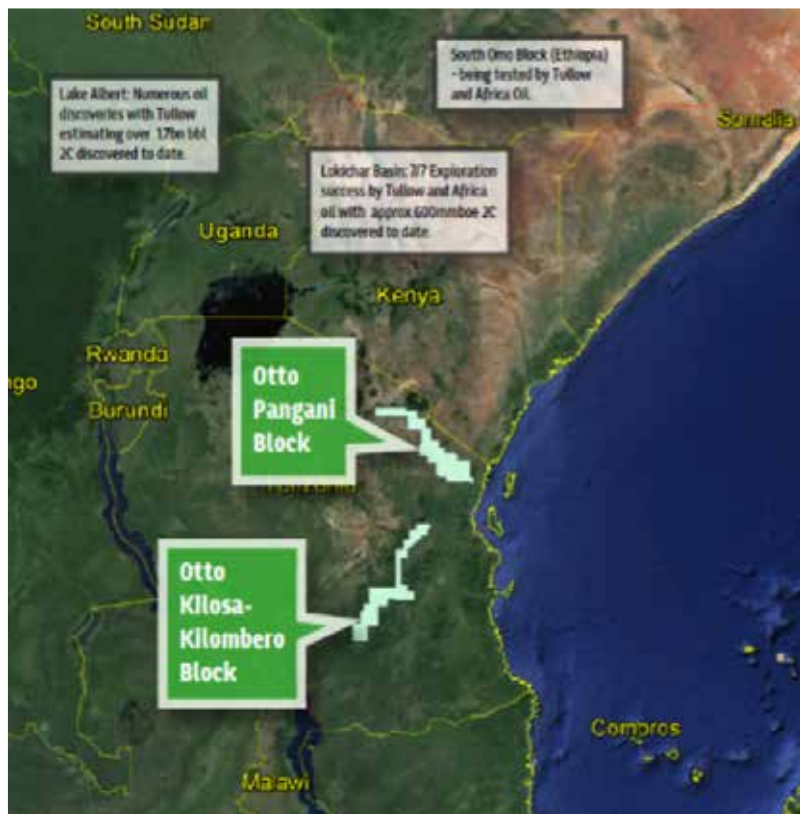 South Sudan
South Omo Block (Ethiopia)
- being tested by Tullow
and Africa Oil.
Lake Albert: Numerous oil
discoveries with Tullow
estimating over 1.7bn bbl
2C discovered to date.
Somalia
Lokichar Basin: 7/7 Exploration
success by Tullow and Africa
oil with approx 600mmboe 2C
discovered to date
Uganda
Kenya
Rwanda
ngo
Burundi
Otto
Pangani
Block
Otto
Kilosa-
Kilombero
Block
Compros
Malawi